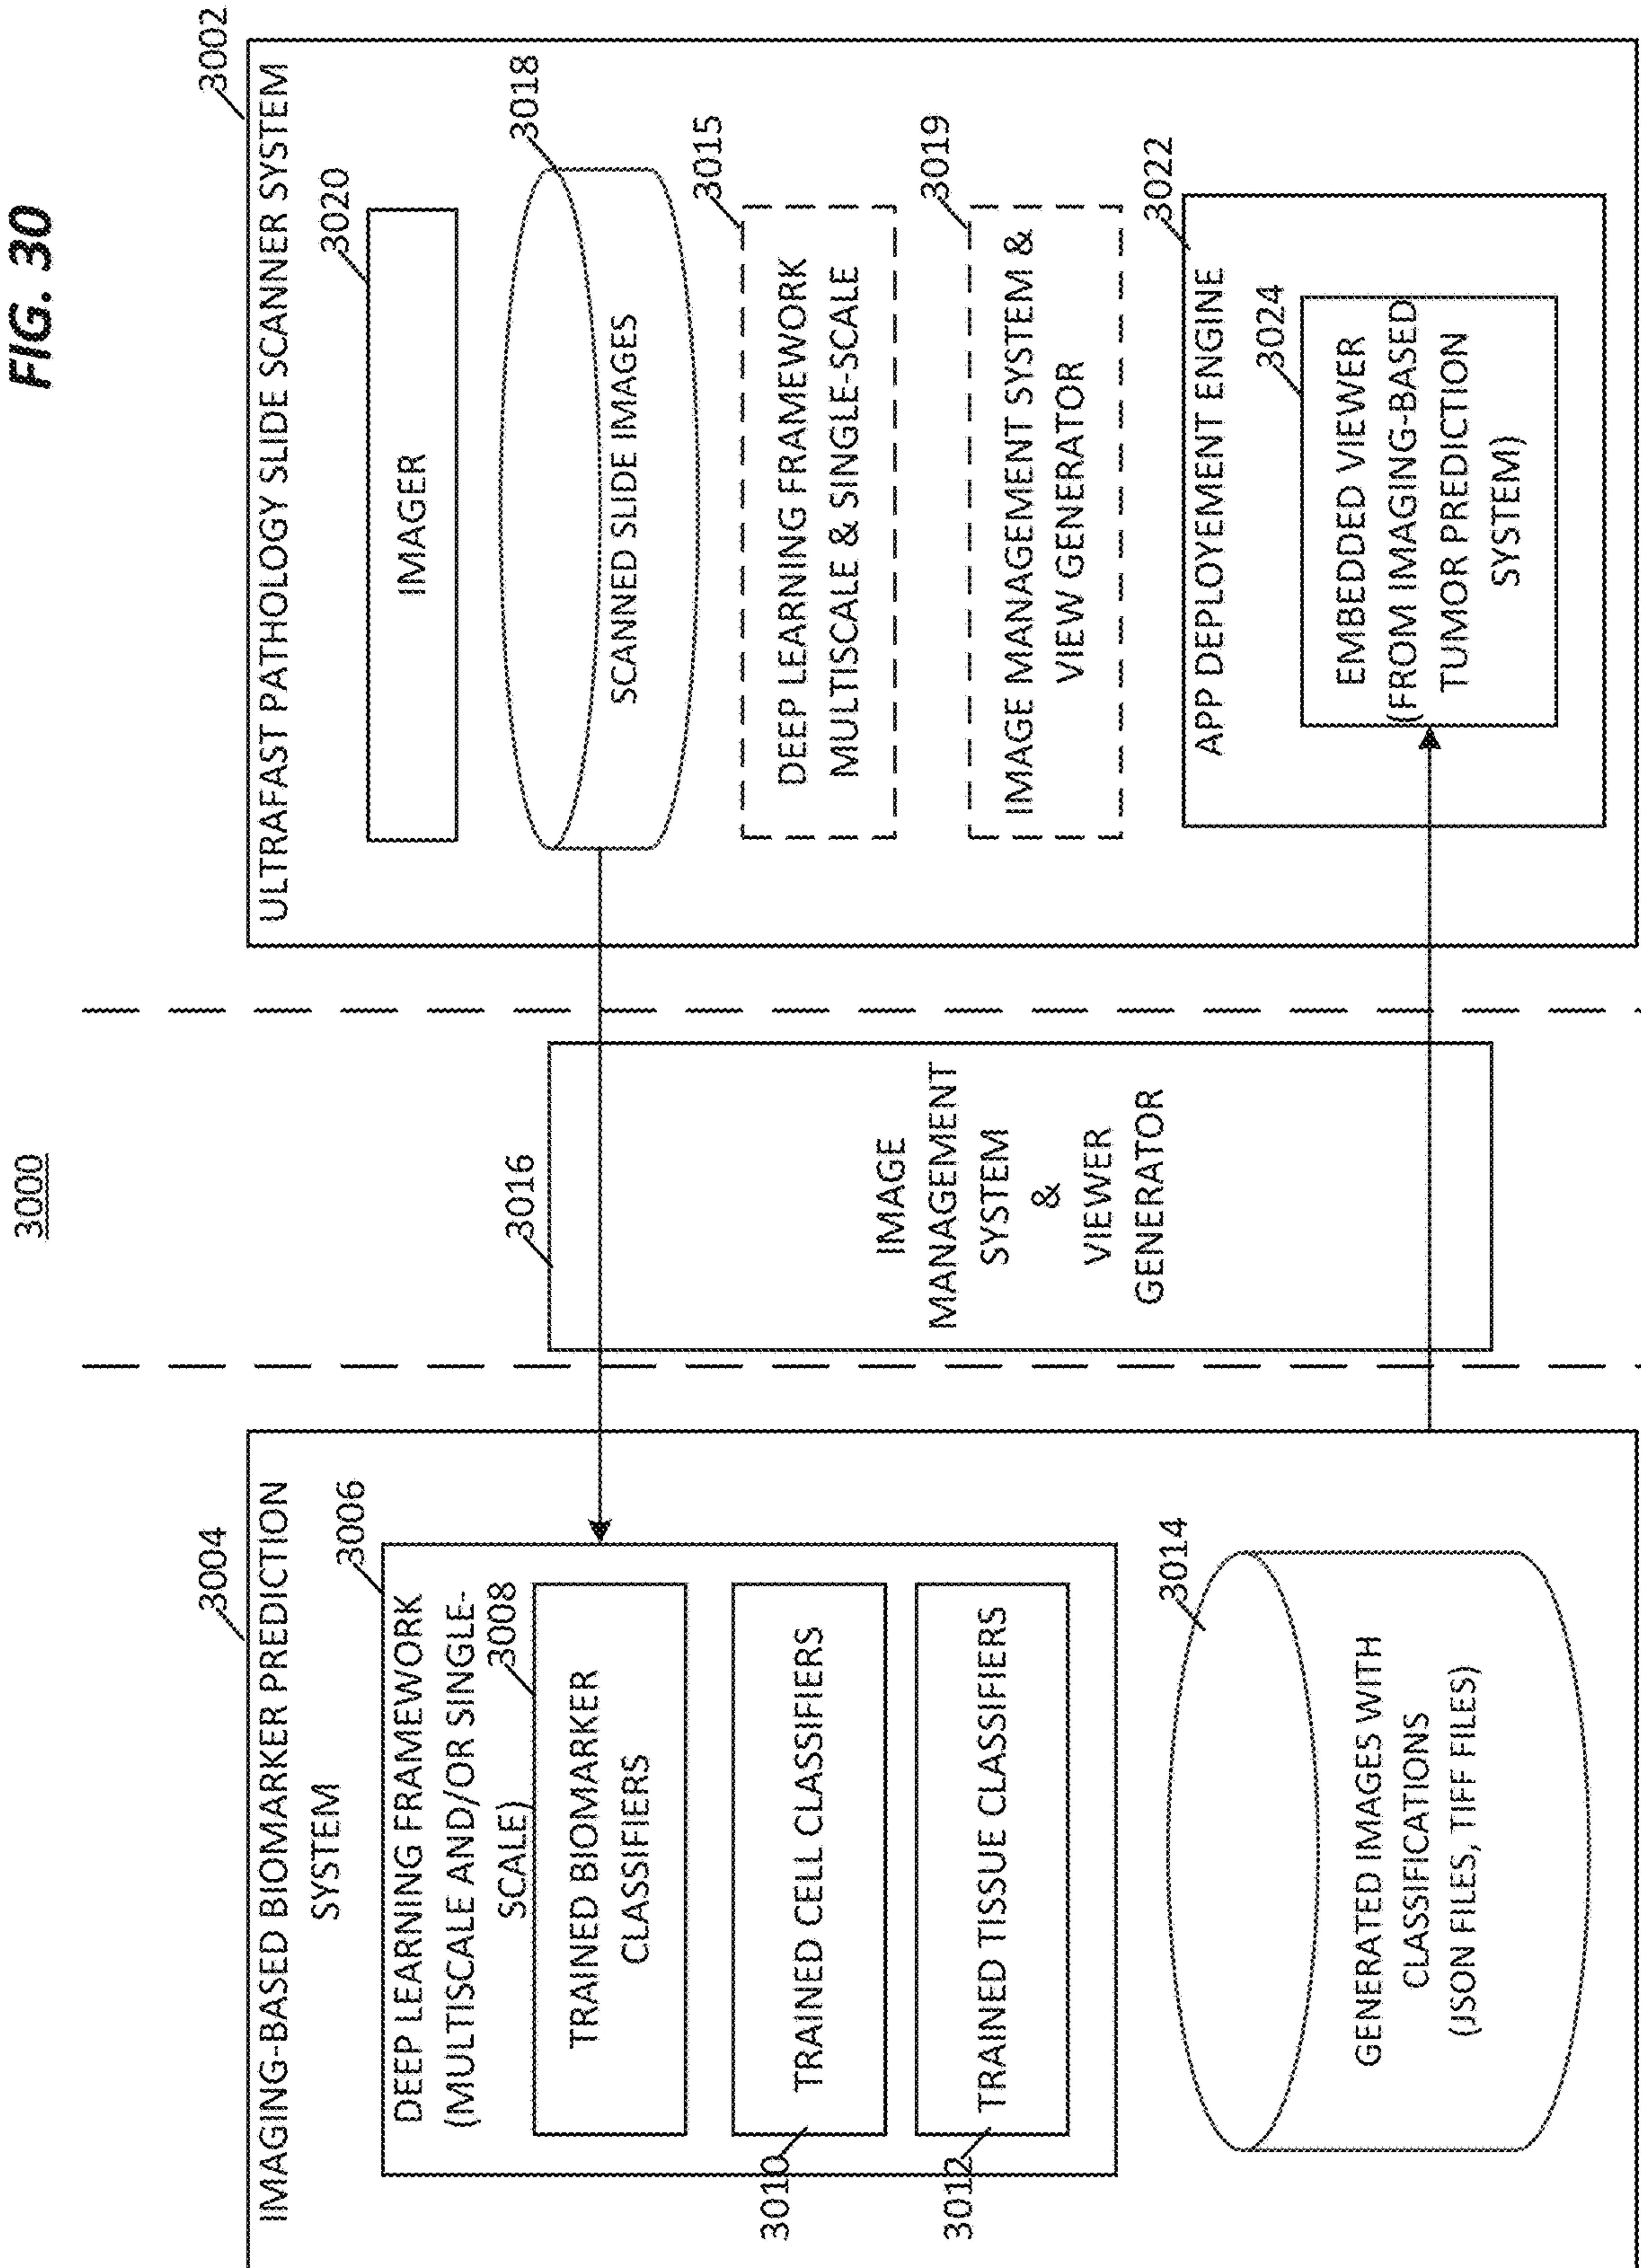 3000
FIG. 30
3004
IMAGING-BASED BIOMARKER PREDICTION
SYSTEM
3006
DEEP LEARNING FRAMEWORK
(MULTISCALE AND/OR SINGLE-
SCALE)
3008
TRAINED BIOMARKER
CLASSIFIERS
3010
TRAINED CELL CLASSIFIERS
3012
TRAINED TISSUE CLASSIFIERS
3014
GENERATED IMAGES WITH
CLASSIFICATIONS
(JSON FILES, TIFF FILES)
3016
IMAGE
MANAGEMENT
SYSTEM
&
VIEWER
GENERATOR
3002
ULTRAFAST PATHOLOGY SLIDE SCANNER SYSTEM
3020
IMAGER
3018
SCANNED SLIDE IMAGES
3015
DEEP LEARNING FRAMEWORK
MULTISCALE & SINGLE-SCALE
3019
IMAGE MANAGEMENT SYSTEM &
VIEW GENERATOR
3022
APP DEPLOYEMENT ENGINE
3024
EMBEDDED VIEWER
(FROM IMAGING-BASED
TUMOR PREDICTION
SYSTEM)